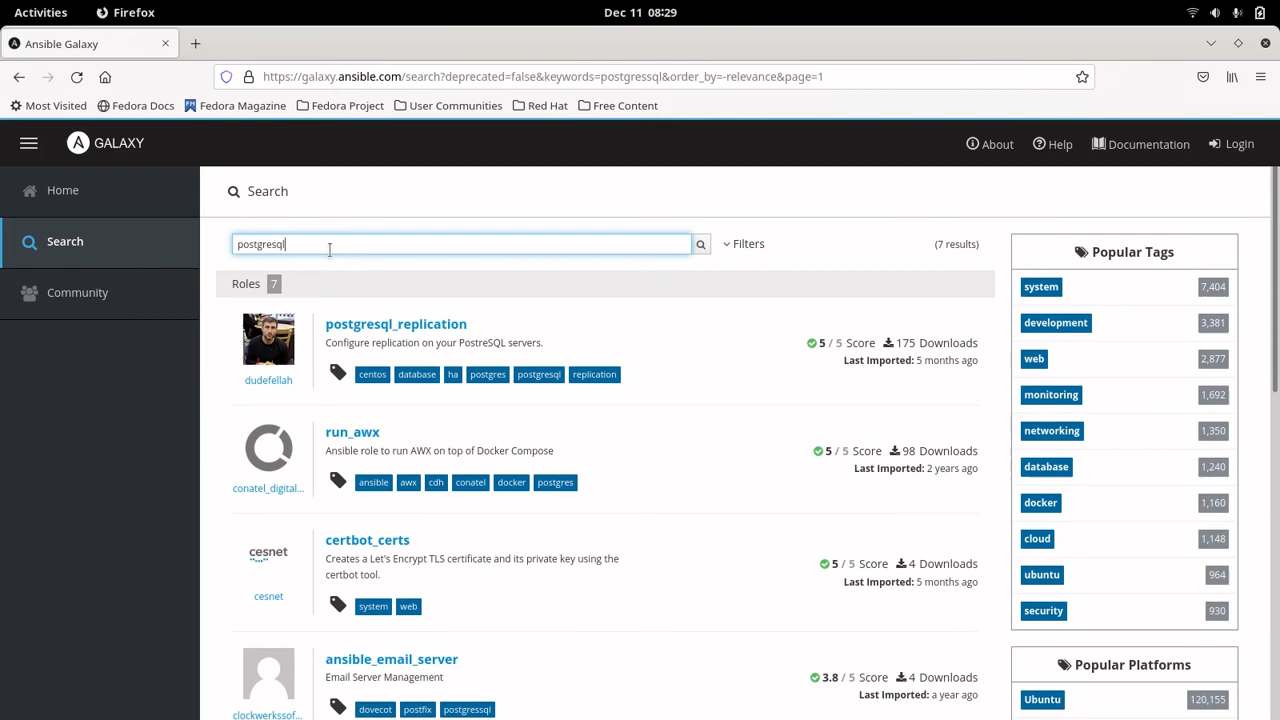 Activities
Firefox
Dec 11 08:29
Ansible Galaxy
https://galaxy.ansible.com/search?deprecated=false&keywords=postgressql&order_by=-relevance&page=1
Most Visited
Fedora Docs
Fedora Magazine
Fedora Project
User Communities
Red Hat
Free Content
A GALAXY
About
Help
Documentation
Login
Home
Search
Community
Search
postgresql
Filters
(7 results)
Roles 7
postgresql_replication
Configure replication on your PostreSQL servers.
dudefellah
centos database ha postgres postgresql replication
5 / 5 Score 175 Downloads
Last Imported: 5 months ago
run_awx
Ansible role to run AWX on top of Docker Compose
conatel_digital...
ansible awx cdh conatel docker postgres
5 / 5 Score 98 Downloads
Last Imported: 2 years ago
certbot_certs
Creates a Let's Encrypt TLS certificate and its private key using the
certbot tool.
cesnet
cesnet
system web
5 / 5 Score 4 Downloads
Last Imported: 5 months ago
ansible_email_server
Email Server Management
clockwerkssof...
dovecot postfix postgressql
3.8 / 5 Score 4 Downloads
Last Imported: a year ago
Popular Tags
system 7,404
development 3,381
web 2,877
monitoring 1,692
networking 1,350
database 1,240
docker 1,160
cloud 1,148
ubuntu 964
security 930
Popular Platforms
Ubuntu 120,155